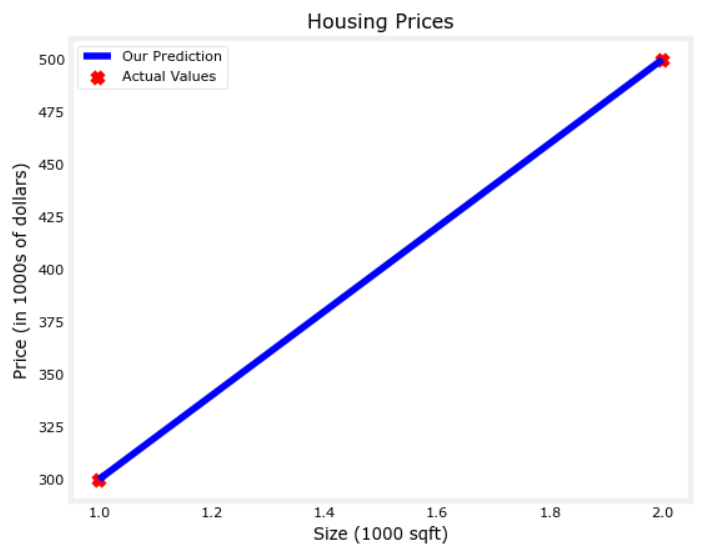 Housing Prices
Our Prediction
Actual Values
500
475
450
425
400
375
350
325
300
Price (in 1000s of dollars)
1.0 1.2 1.4 1.6 1.8 2.0
Size (1000 sqft)